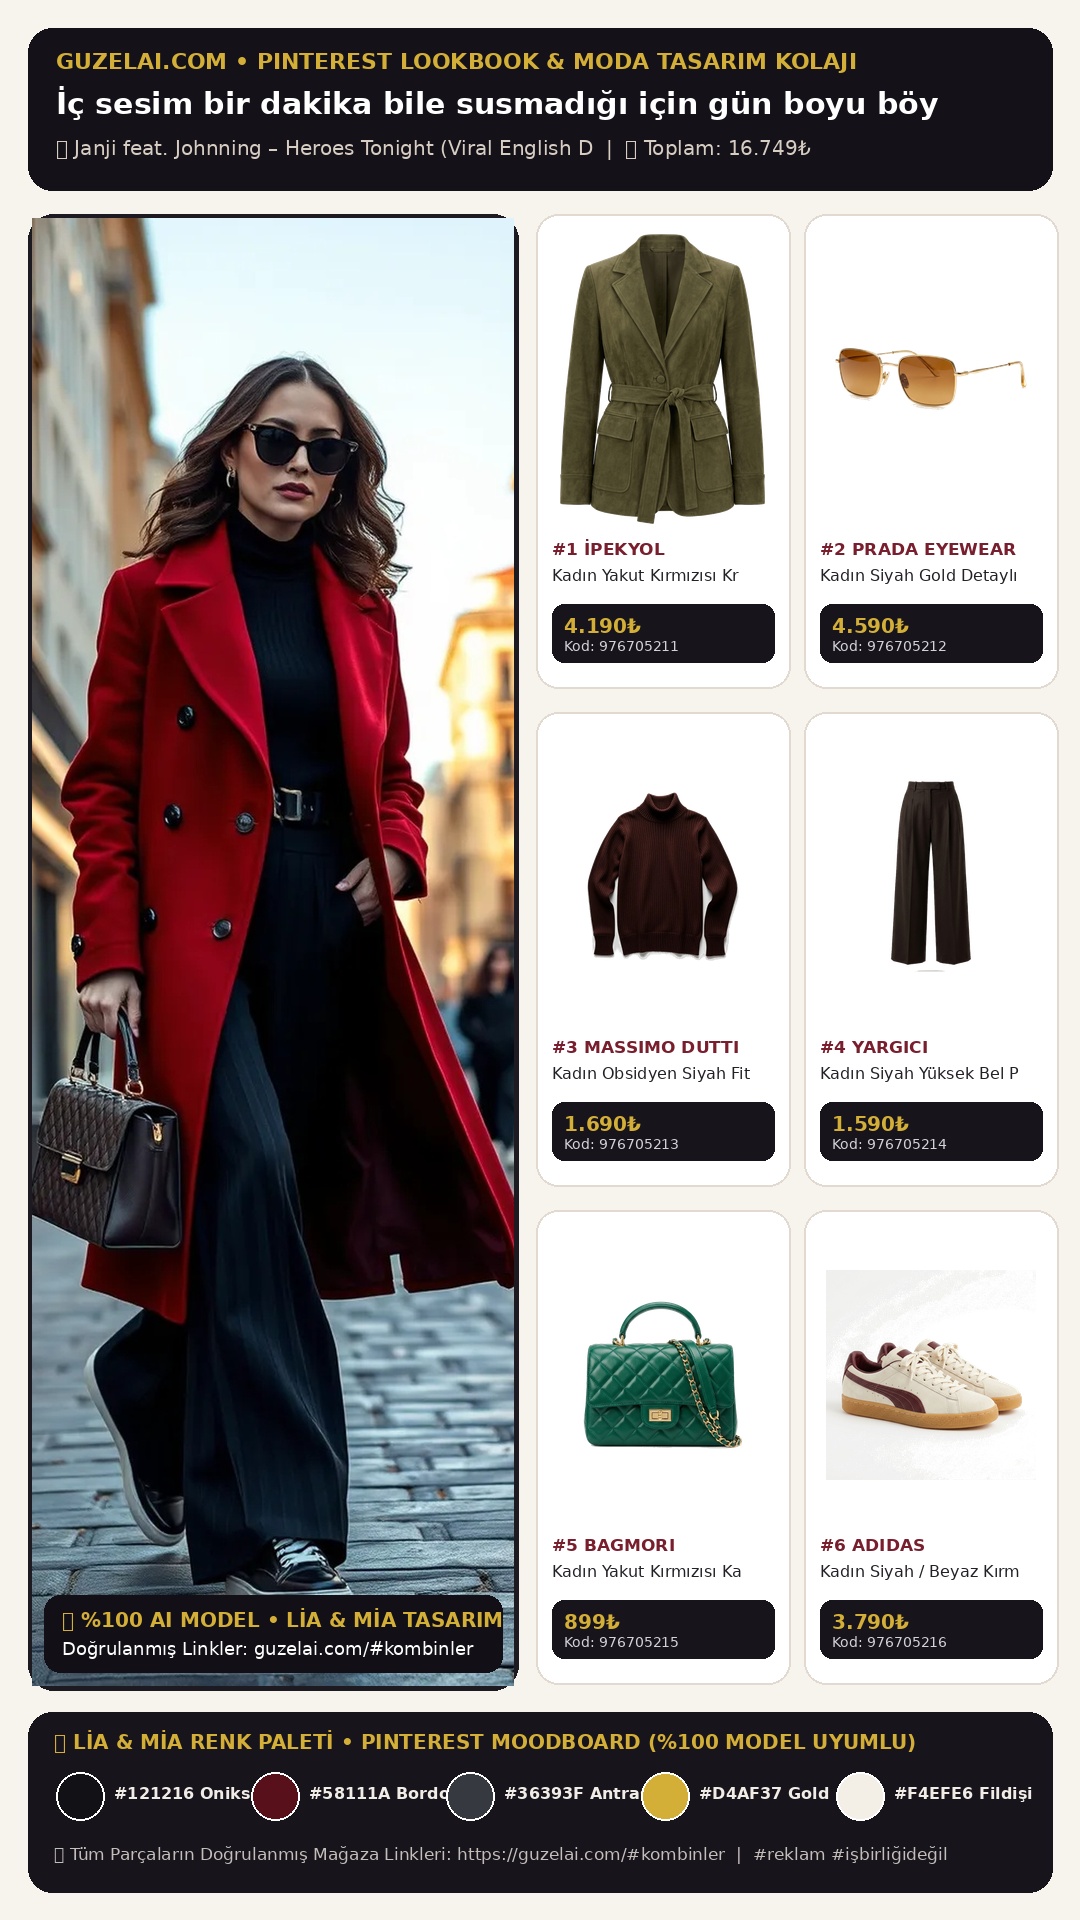 GUZELAI.COM • PINTEREST LOOKBOOK & MODA TASARIM KOLAJI
İç sesim bir dakika bile susmadığı için gün boyu böy
Janji feat. Johnning – Heroes Tonight (Viral English D | Toplam: 16.749₺
#1 İPEKYOL
Kadın Yakut Kırmızısı Kr
4.190₺
Kod: 976705211
#2 PRADA EYEWEAR
Kadın Siyah Gold Detaylı
4.590₺
Kod: 976705212
#3 MASSIMO DUTTI
Kadın Obsidyen Siyah Fit
1.690₺
Kod: 976705213
#4 YARGICI
Kadın Siyah Yüksek Bel P
1.590₺
Kod: 976705214
#5 BAGMORI
Kadın Yakut Kırmızısı Ka
899₺
Kod: 976705215
#6 ADIDAS
Kadın Siyah / Beyaz Kırm
3.790₺
Kod: 976705216
%100 AI MODEL • LİA & MİA TASARIM
Doğrulanmış Linkler: guzelai.com/#kombinler
LİA & MİA RENK PALETİ • PINTEREST MOODBOARD (%100 MODEL UYUMLU)
#121216 Oniks #58111A Bordo #36393F Antra #D4AF37 Gold #F4EFE6 Fildişi
Tüm Parçaların Doğrulanmış Mağaza Linkleri: https://guzelai.com/#kombinler | #reklam #işbirliğideğil